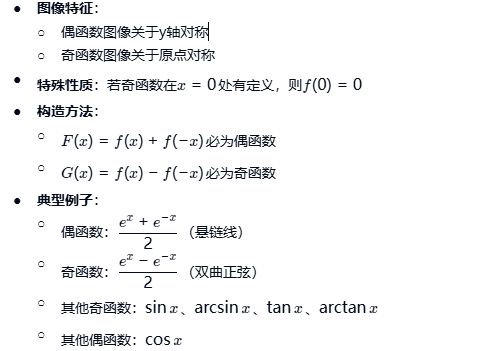 ● 图像特征：
○ 偶函数图像关于y轴对称
○ 奇函数图像关于原点对称
● 特殊性质：若奇函数在x = 0处有定义，则f(0) = 0
● 构造方法：
○ F(x) = f(x) + f(−x)必为偶函数
○ G(x) = f(x) − f(−x)必为奇函数
● 典型例子：
○ 偶函数：\frac{e^x + e^{-x}}{2}（悬链线）
○ 奇函数：\frac{e^x − e^{-x}}{2}（双曲正弦）
○ 其他奇函数：sin x、arcsin x、tan x、arctan x
○ 其他偶函数：cos x